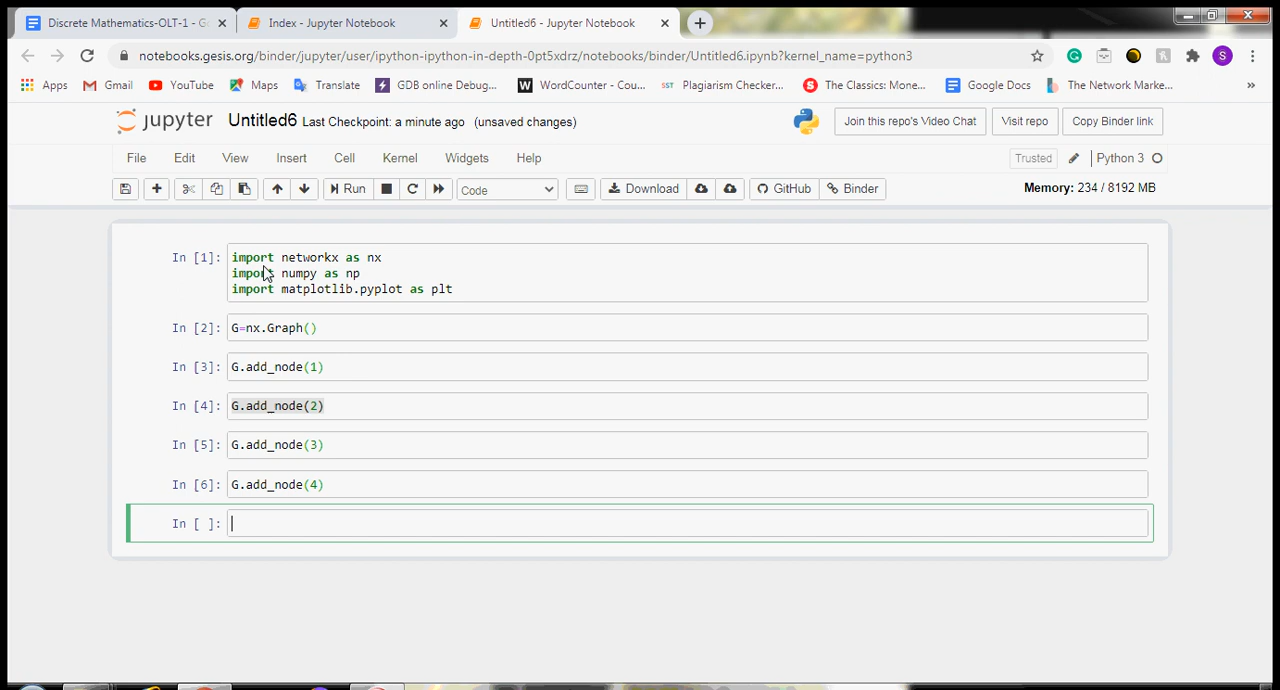 Discrete Mathematics-OLT-1 - Go
Index - Jupyter Notebook
Untitled6 - Jupyter Notebook
notebooks.gesis.org/binder/jupyter/user/ipython-ipython-in-depth-0pt5xdrz/notebooks/binder/Untitled6.ipynb?kernel_name=python3
S
Apps Gmail YouTube Maps Translate GDB online Debug... WordCounter - Cou... SST Plagiarism Checker... The Classics: Mone... Google Docs The Network Marke... »
jupyter Untitled6 Last Checkpoint: a minute ago (unsaved changes)
Join this repo's Video Chat Visit repo Copy Binder link
File Edit View Insert Cell Kernel Widgets Help
Trusted Python 3
Run Code Download GitHub Binder
Memory: 234 / 8192 MB
In [1]: import networkx as nx
import numpy as np
import matplotlib.pyplot as plt
In [2]: G=nx.Graph()
In [3]: G.add_node(1)
In [4]: G.add_node(2)
In [5]: G.add_node(3)
In [6]: G.add_node(4)
In [ ]: